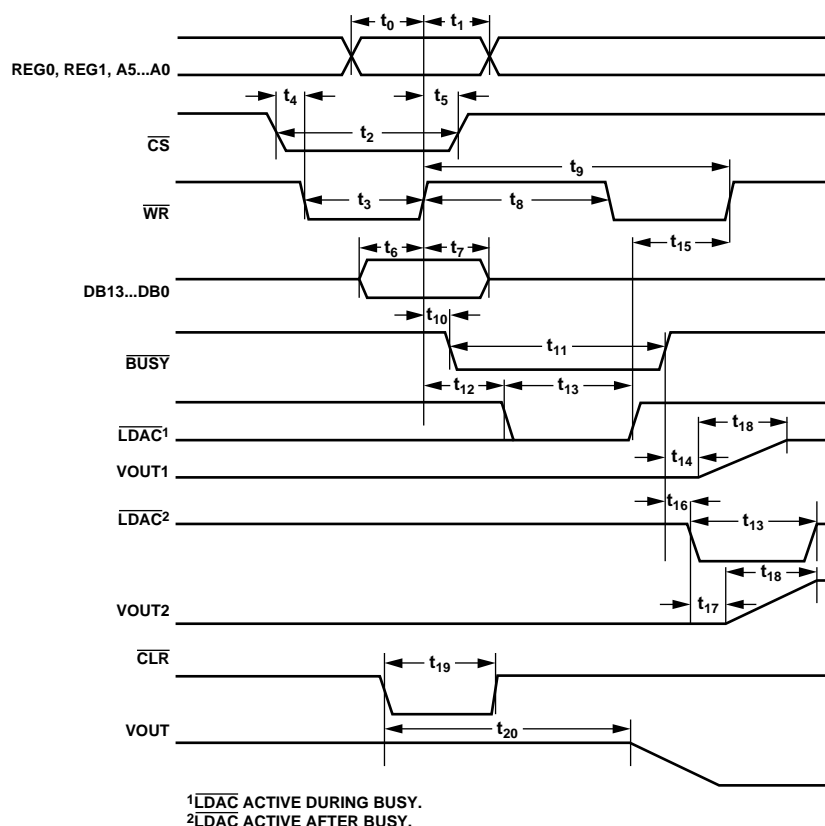 t0 t1
REG0, REG1, A5...A0
t4 t5
t2
CS
t9
WR
t3 t8
t15
t6 t7
DB13...DB0
t10
t11
BUSY
t12 t13
LDAC1
t18
t14
VOUT1
t16
LDAC2
t13
t18
VOUT2
t17
CLR
t19
VOUT
t20
1LDAC ACTIVE DURING BUSY.
2LDAC ACTIVE AFTER BUSY.